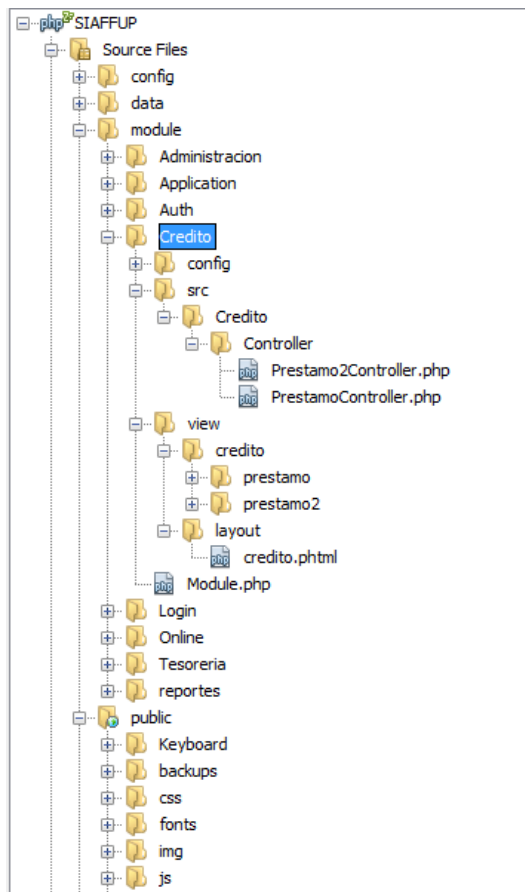 SIAFFUP
Source Files
config
data
module
Administracion
Application
Auth
Credito
config
src
Credito
Controller
Prestamo2Controller.php
PrestamoController.php
view
credito
prestamo
prestamo2
layout
credito.phtml
Module.php
Login
Online
Tesoreria
reportes
public
Keyboard
backups
css
fonts
img
js